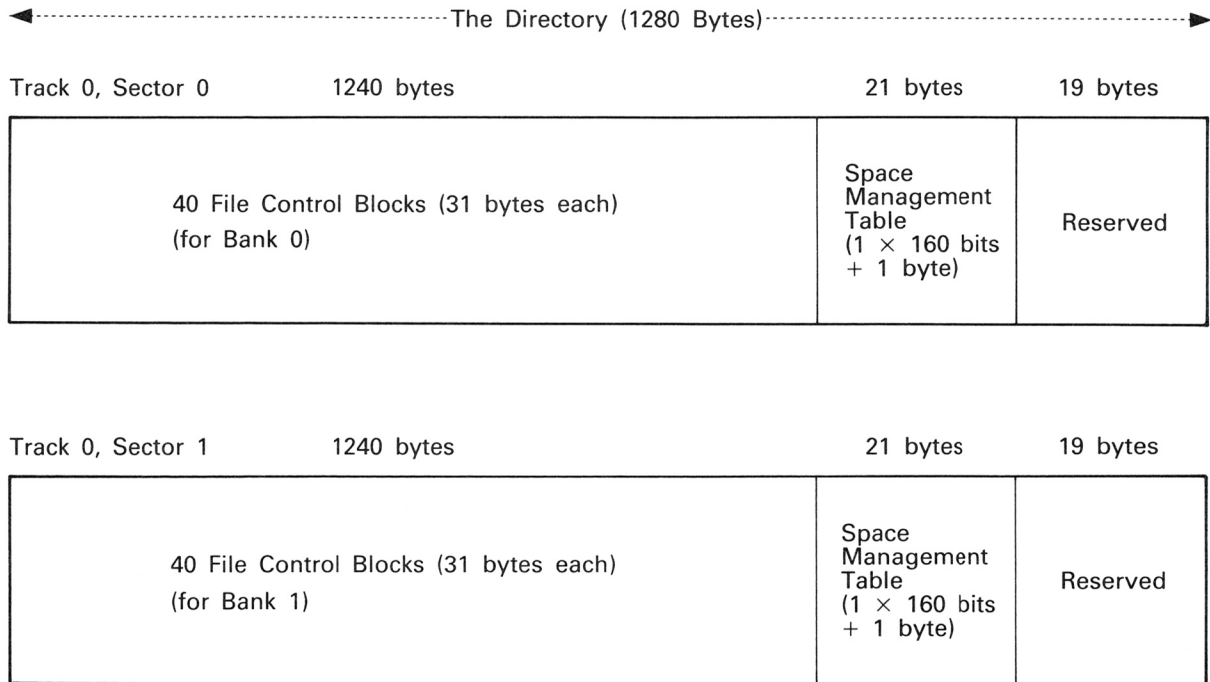 The Directory (1280 Bytes)
Track 0, Sector 0 1240 bytes 21 bytes 19 bytes
40 File Control Blocks (31 bytes each)
(for Bank 0)
Space
Management
Table
(1 × 160 bits
+ 1 byte)
Reserved
Track 0, Sector 1 1240 bytes 21 bytes 19 bytes
40 File Control Blocks (31 bytes each)
(for Bank 1)
Space
Management
Table
(1 × 160 bits
+ 1 byte)
Reserved